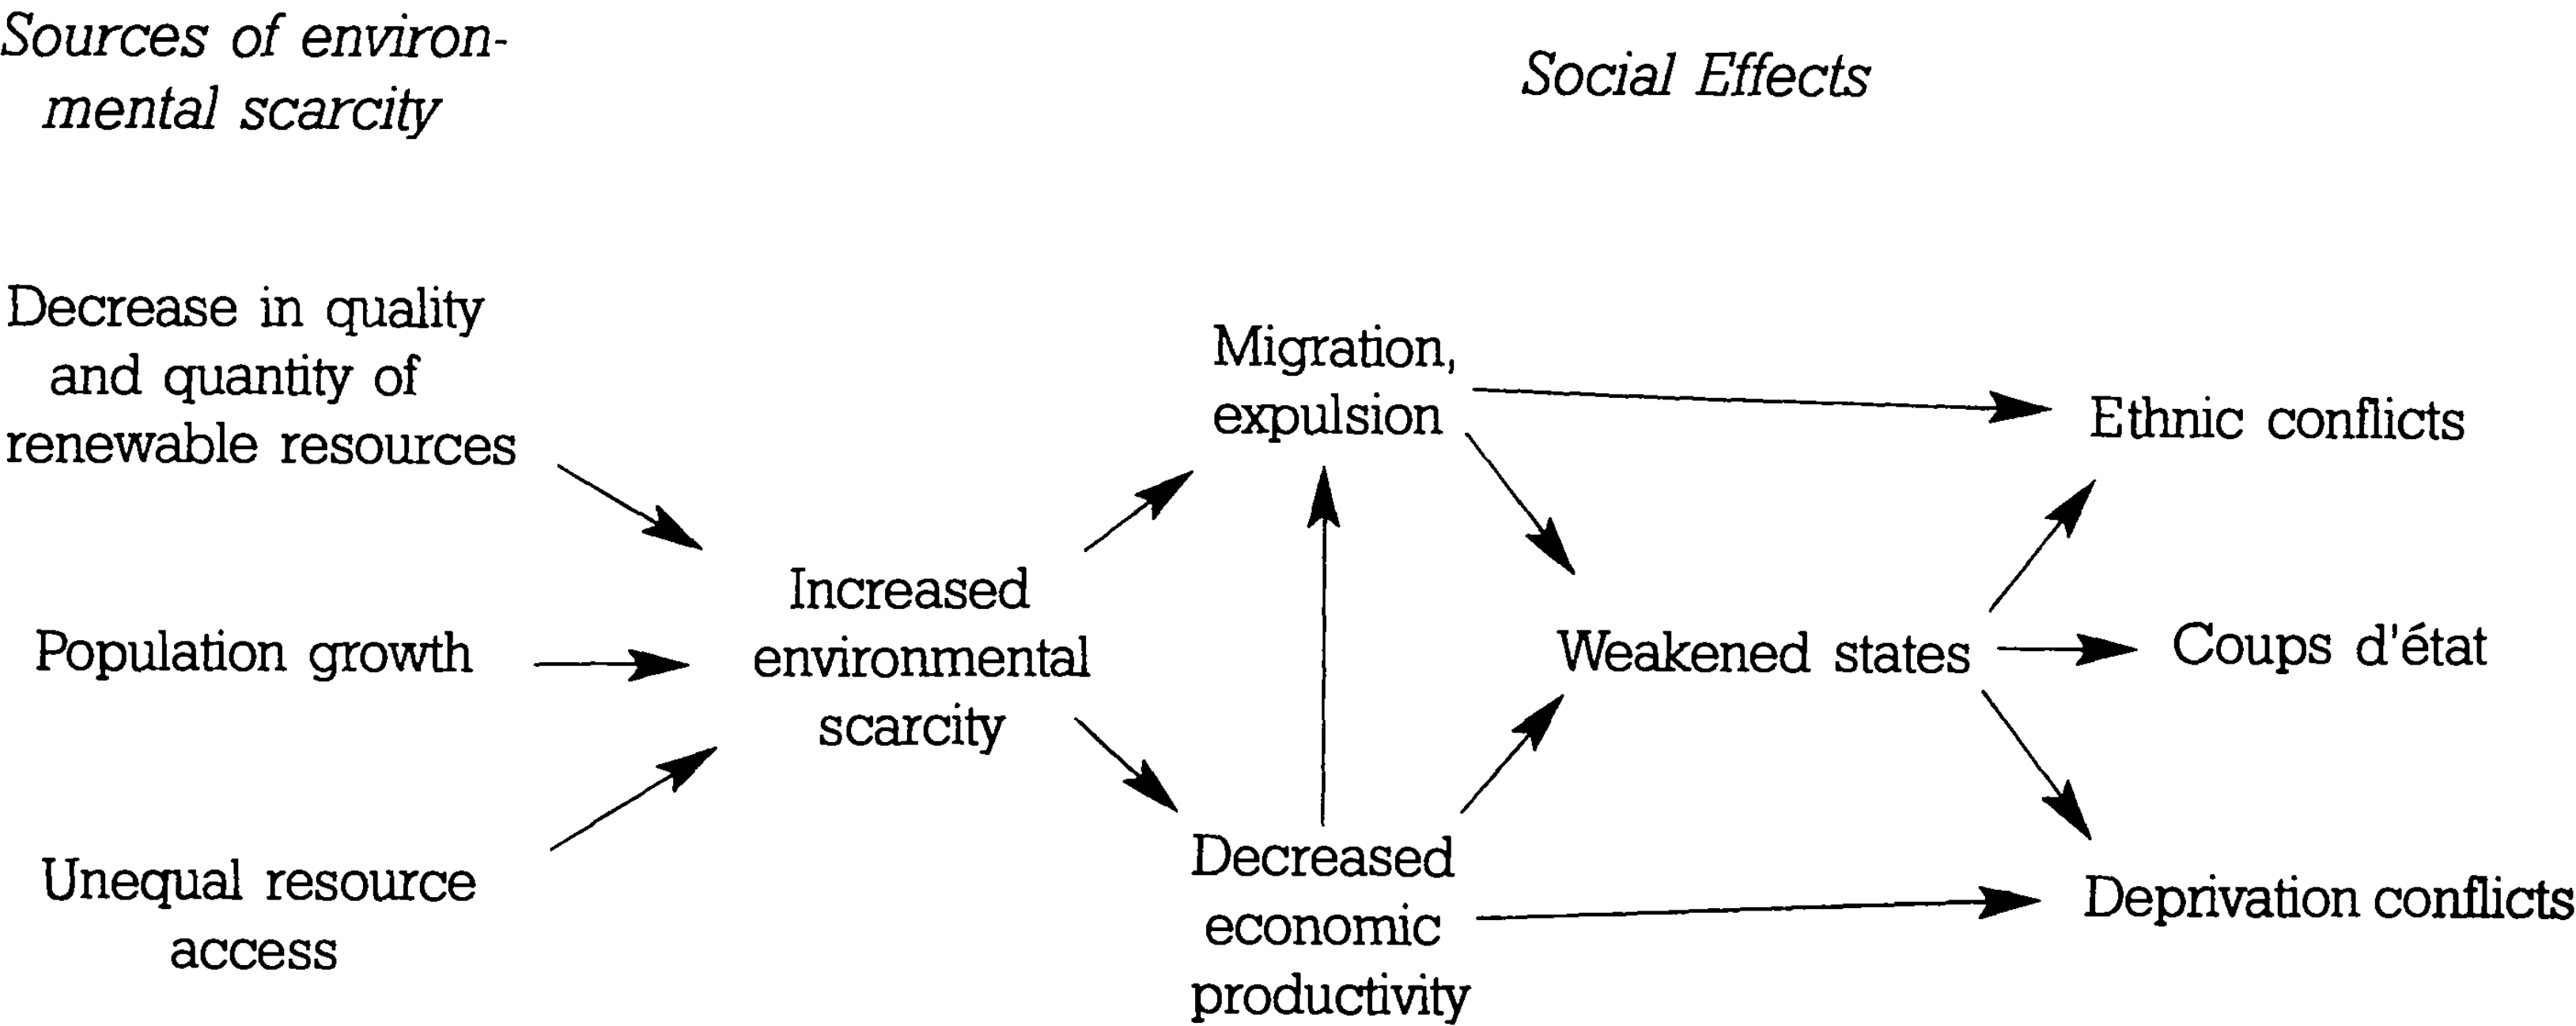 Sources of environ-
mental scarcity
Social Effects
Decrease in quality
and quantity of
renewable resources
Migration,
expulsion
Ethnic conflicts
Population growth
Increased
environmental
scarcity
Weakened states
Coups d'état
Unequal resource
access
Decreased
economic
productivity
Deprivation conflicts